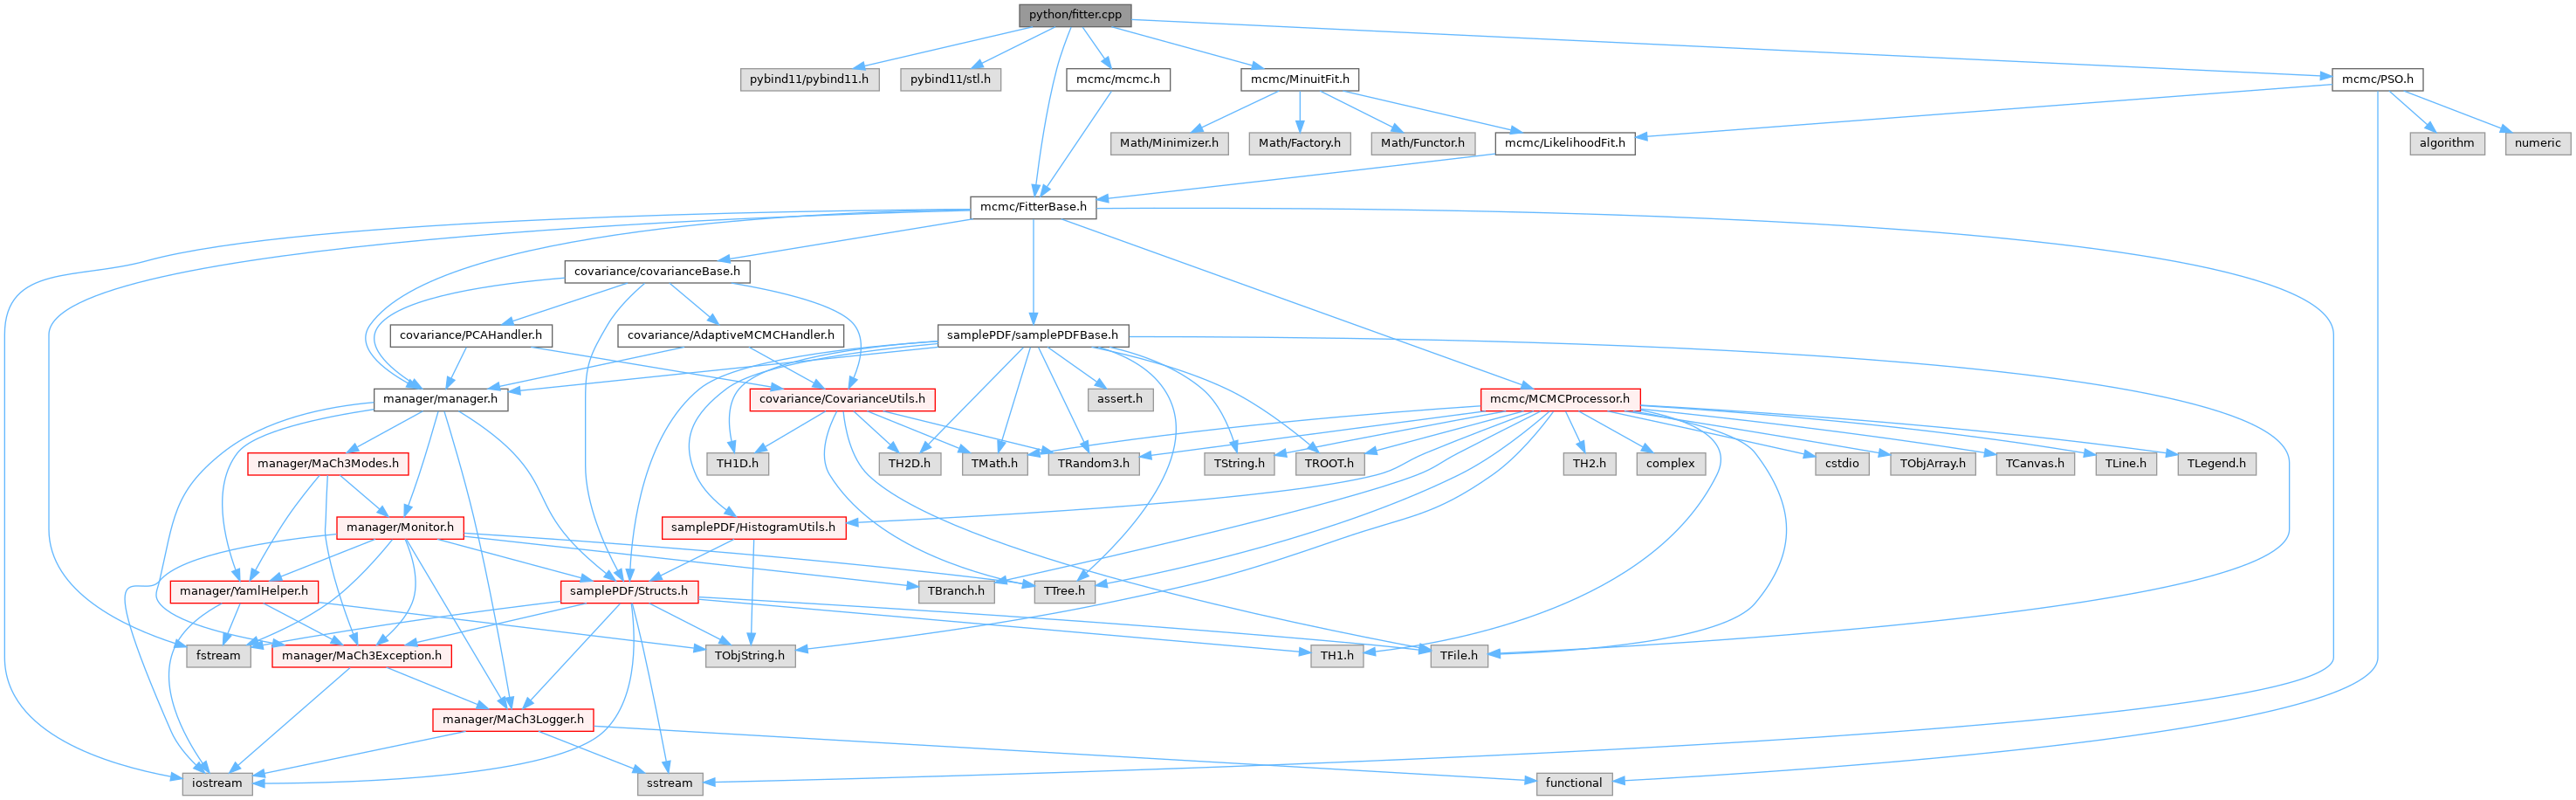 python/fitter.cpp
pybind11/pybind11.h
pybind11/stl.h
mcmc/mcmc.h
mcmc/MinuitFit.h
mcmc/PSO.h
Math/Minimizer.h
Math/Factory.h
Math/Functor.h
mcmc/LikelihoodFit.h
algorithm
numeric
mcmc/FitterBase.h
covariance/covarianceBase.h
covariance/PCAHandler.h
covariance/AdaptiveMCMCHandler.h
samplePDF/samplePDFBase.h
manager/manager.h
covariance/CovarianceUtils.h
assert.h
mcmc/MCMCProcessor.h
manager/MaCh3Modes.h
TH1D.h
TH2D.h
TMath.h
TRandom3.h
TString.h
TROOT.h
TH2.h
complex
cstdio
TObjArray.h
TCanvas.h
TLine.h
TLegend.h
manager/Monitor.h
samplePDF/HistogramUtils.h
manager/YamlHelper.h
samplePDF/Structs.h
TBranch.h
TTree.h
fstream
manager/MaCh3Exception.h
TObjString.h
TH1.h
TFile.h
manager/MaCh3Logger.h
iostream
sstream
functional